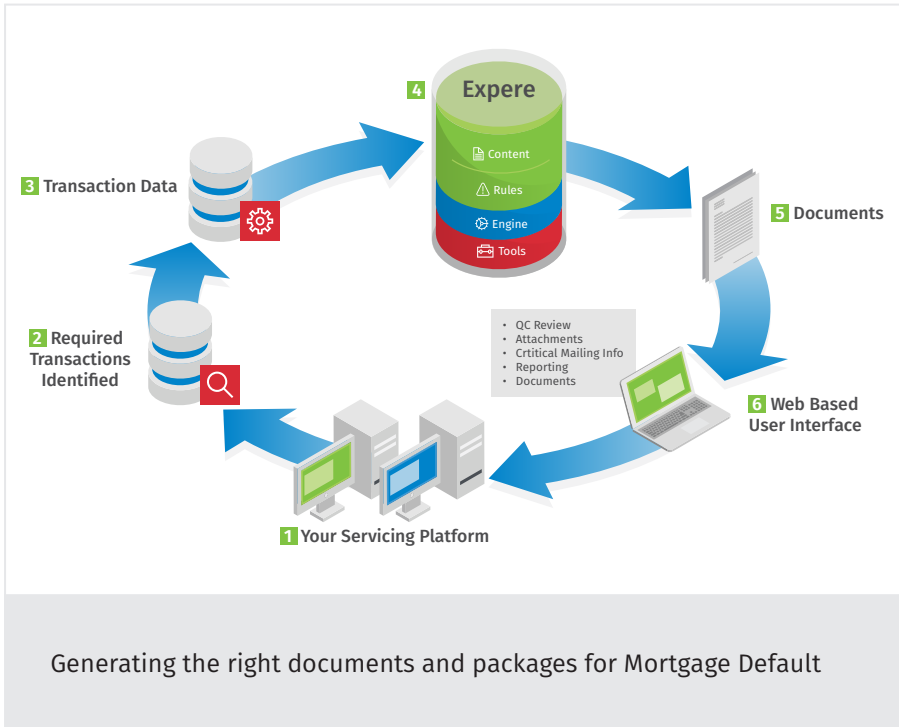 4
Expere
Content
Rules
Engine
Tools
3 Transaction Data
5 Documents
2 Required
Transactions
Identified
• QC Review
• Attachments
• Crtitical Mailing Info
• Reporting
• Documents
6 Web Based
User Interface
1 Your Servicing Platform
Generating the right documents and packages for Mortgage Default